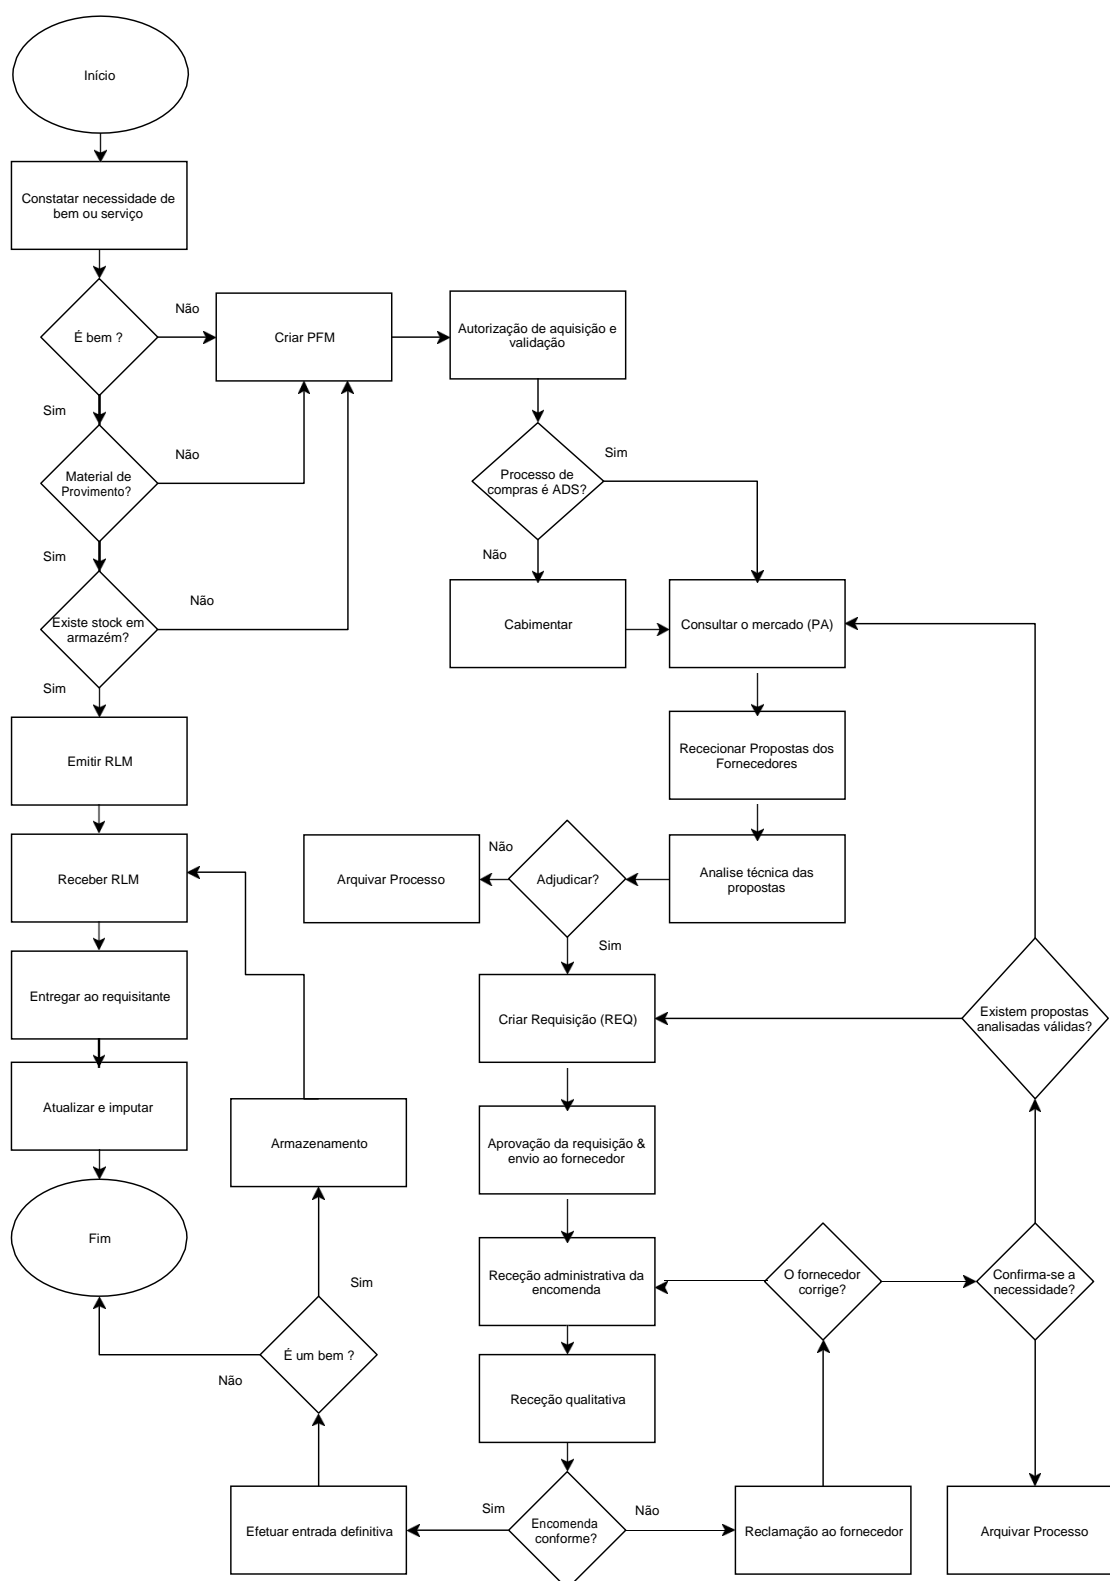 Início
Constatar necessidade de
bem ou serviço
É bem ?
Não
Criar PFM
Autorização de aquisição e
validação
Sim
Material de
Provimento?
Não
Processo de
compras é ADS?
Sim
Sim
Não
Existe stock em
armazém?
Não
Cabimentar
Consultar o mercado (PA)
Sim
Emitir RLM
Rececionar Propostas dos
Fornecedores
Receber RLM
Arquivar Processo
Não
Adjudicar?
Analise técnica das
propostas
Sim
Entregar ao requisitante
Criar Requisição (REQ)
Existem propostas
analisadas válidas?
Atualizar e imputar
Armazenamento
Aprovação da requisição &
envio ao fornecedor
Fim
Sim
Receção administrativa da
encomenda
O fornecedor
corrige?
Confirma-se a
necessidade?
É um bem ?
Não
Receção qualitativa
Efetuar entrada definitiva
Sim
Encomenda
conforme?
Não
Reclamação ao fornecedor
Arquivar Processo